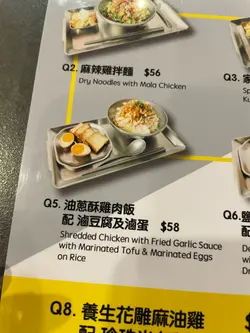 Q2. 麻辣雞拌麵 $56
Dry Noodles with Mala Chicken
Q3.
Q5. 油蔥酥雞肉飯
配 滷豆腐及滷蛋 $58
Shredded Chicken with Fried Garlic Sauce
with Marinated Tofu & Marinated Eggs
on Rice
Q6.
Q8. 養生花雕麻油雞